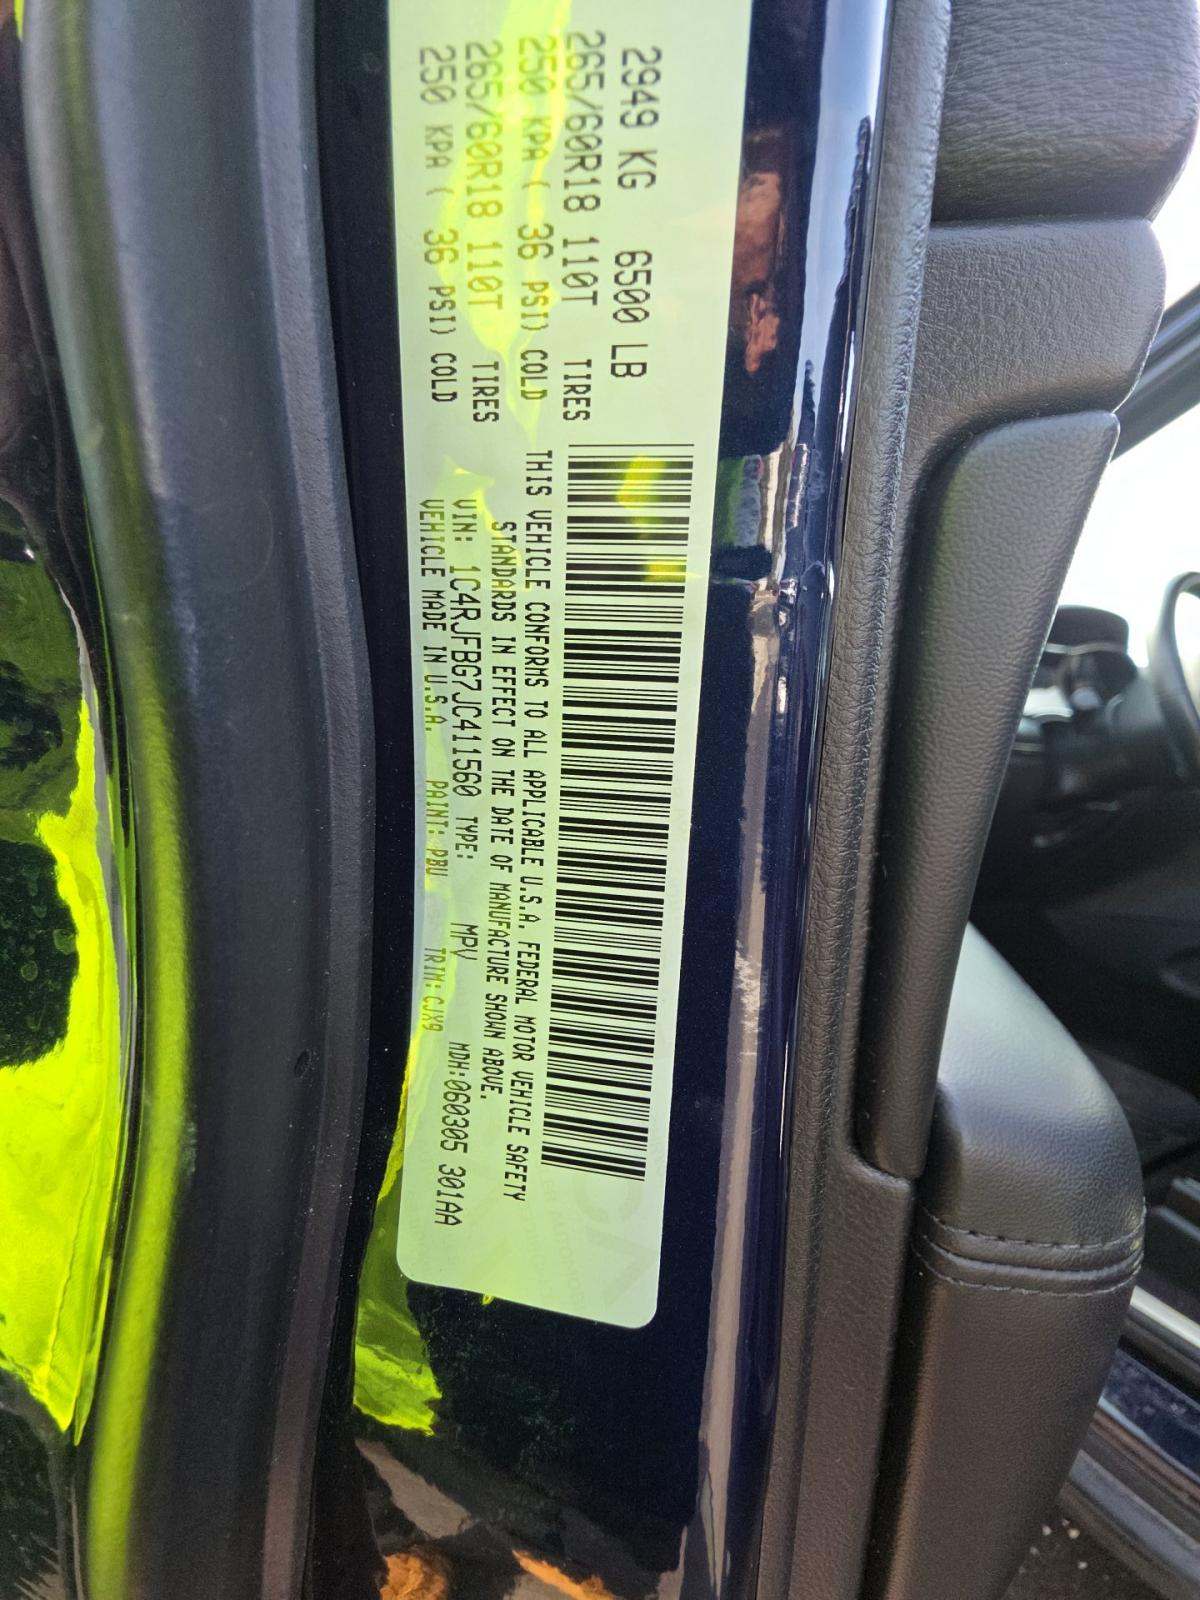 2949 KG 6500 LB
265/60R18 110T TIRES
250 KPA ( 36 PSI) COLD
265/60R18 110T TIRES
250 KPA ( 36 PSI) COLD
THIS VEHICLE CONFORMS TO ALL APPLICABLE U.S.A. FEDERAL MOTOR VEHICLE SAFETY
STANDARDS IN EFFECT ON THE DATE OF MANUFACTURE SHOWN ABOVE.
VIN: 1C4RJFBG7JC411560 TYPE: MPV MDH:060305 301AA
VEHICLE MADE IN U.S.A. PAINT: PBU TRIM:CJX9